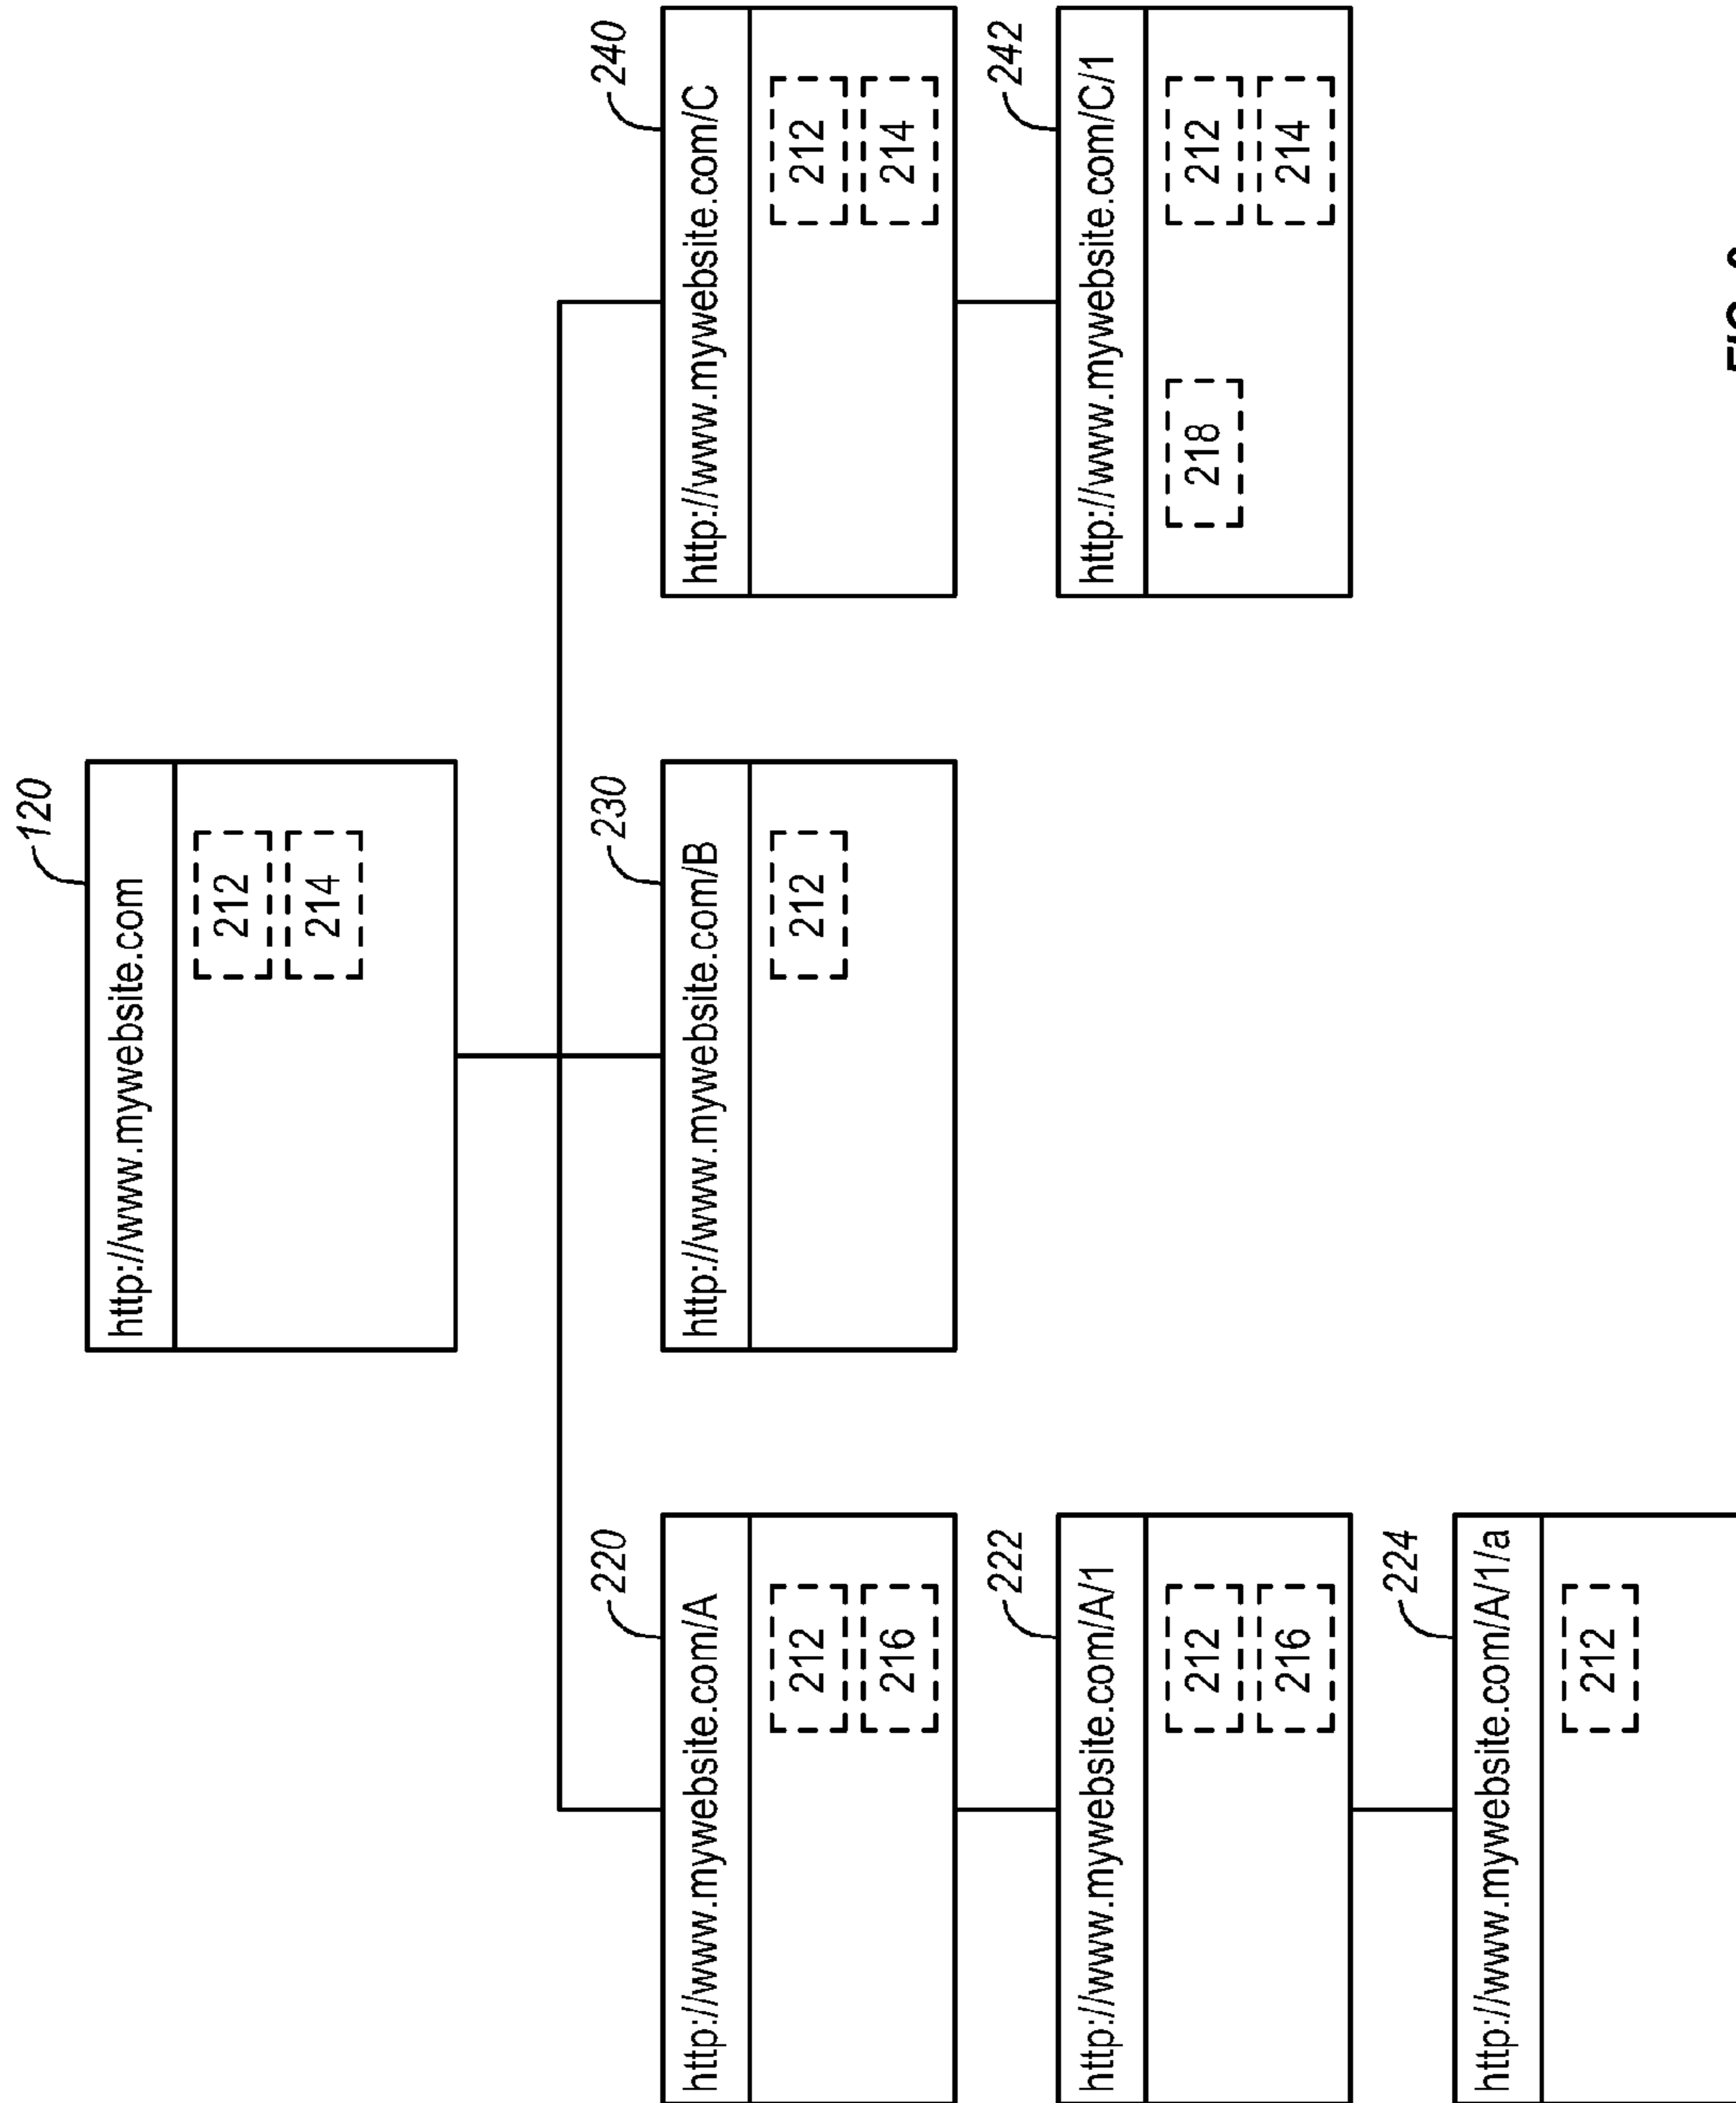 120
http://www.mywebsite.com
212
214
220
http://www.mywebsite.com/A
212
216
230
http://www.mywebsite.com/B
212
240
http://www.mywebsite.com/C
212
214
222
http://www.mywebsite.com/A/1
212
216
242
http://www.mywebsite.com/C/1
218 212
214
224
http://www.mywebsite.com/A/1/a
212